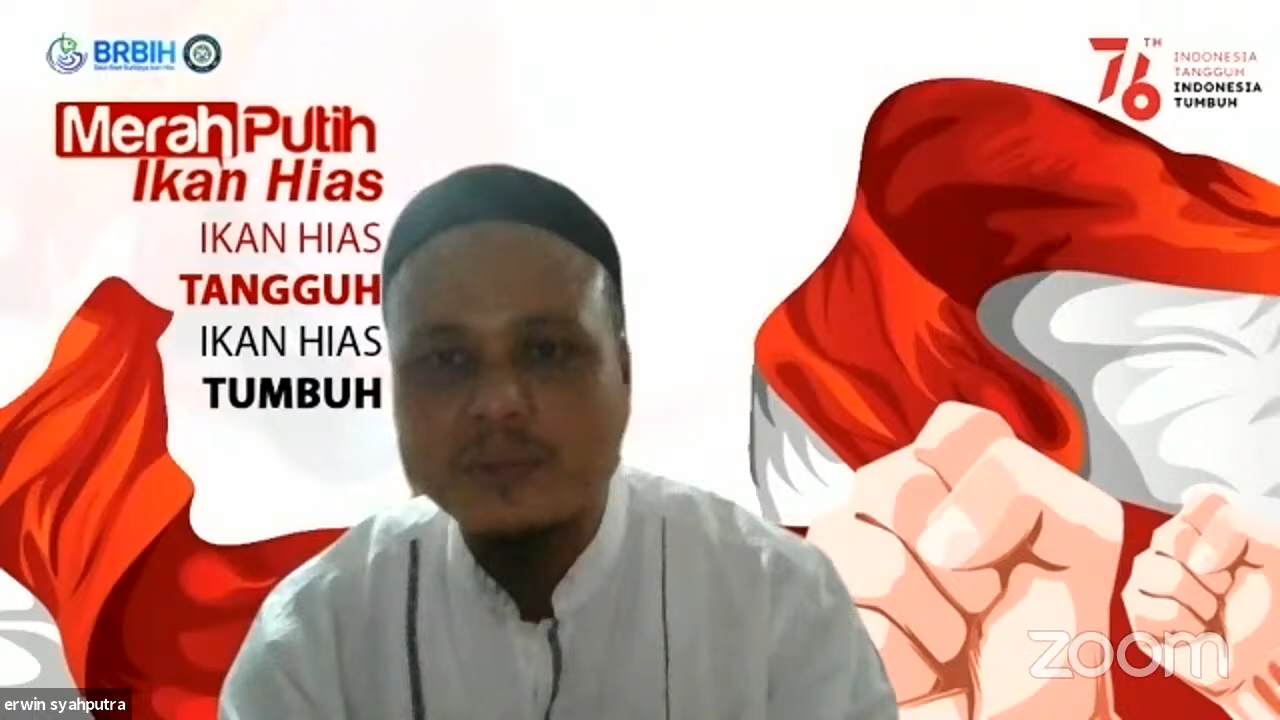 BRBIH
Merah Putih
Ikan Hias
IKAN HIAS
TANGGUH
IKAN HIAS
TUMBUH
76 TH
INDONESIA
TANGGUH
INDONESIA
TUMBUH
zoom
erwin syahputra